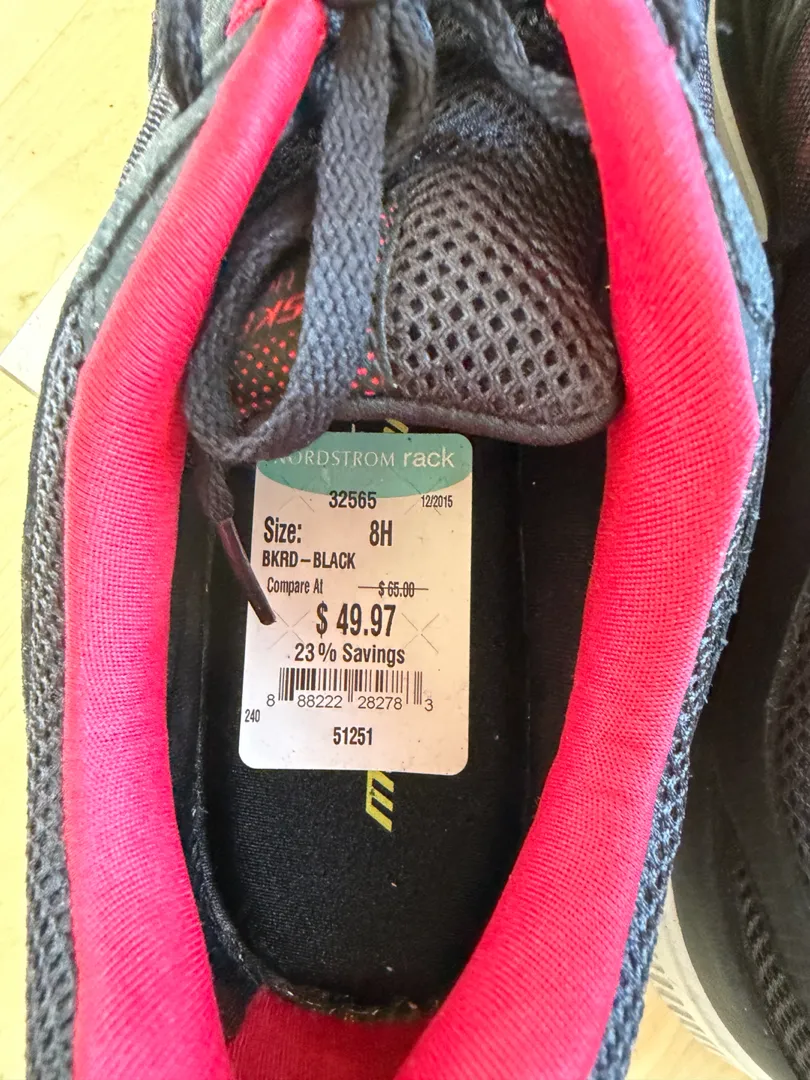 SK
NORDSTROM rack
32565 12/2015
Size: 8H
BKRD-BLACK
Compare At $65.00
$ 49.97
23% Savings
8 88222 28278 3
240
51251